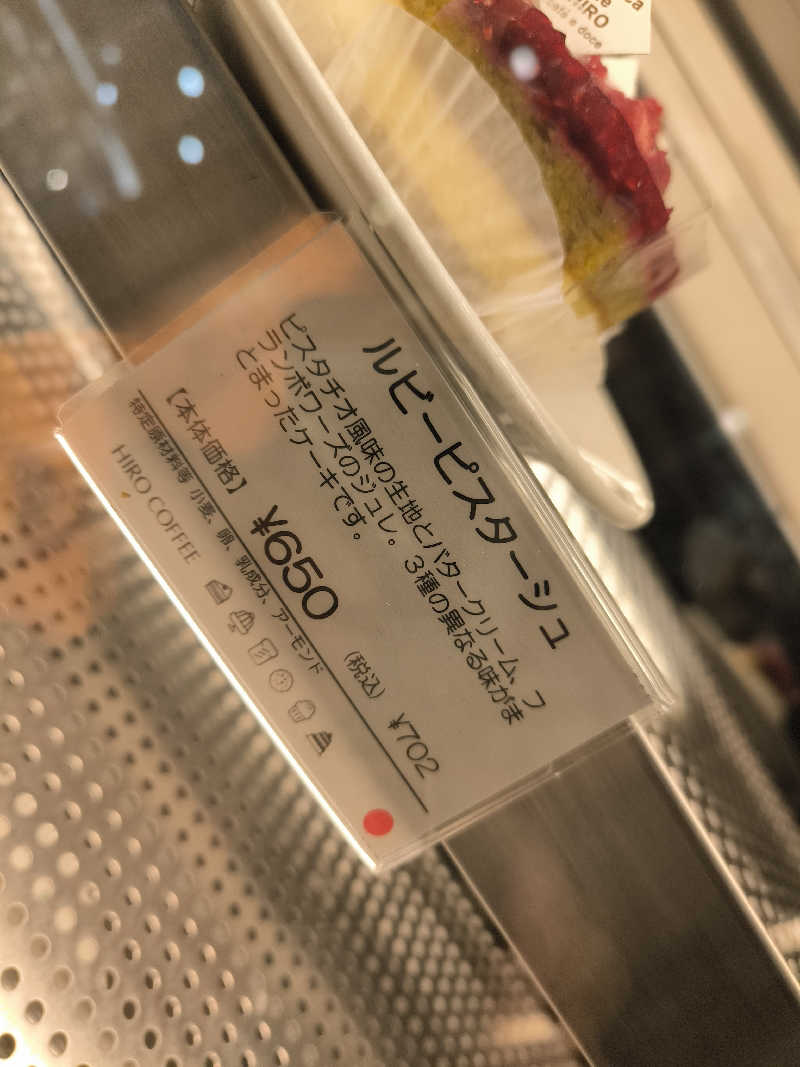 ca
e
HIRO
café e doce
ルビーピスターシュ
ピスタチオ風味の生地とバタークリーム、フ
ランボワーズのジュレ。３種の異なる味がま
とまったケーキです。
【本体価格】 ¥650 (税込) ¥702
特定原材料等 小麦、卵、乳成分、アーモンド
HIRO COFFEE